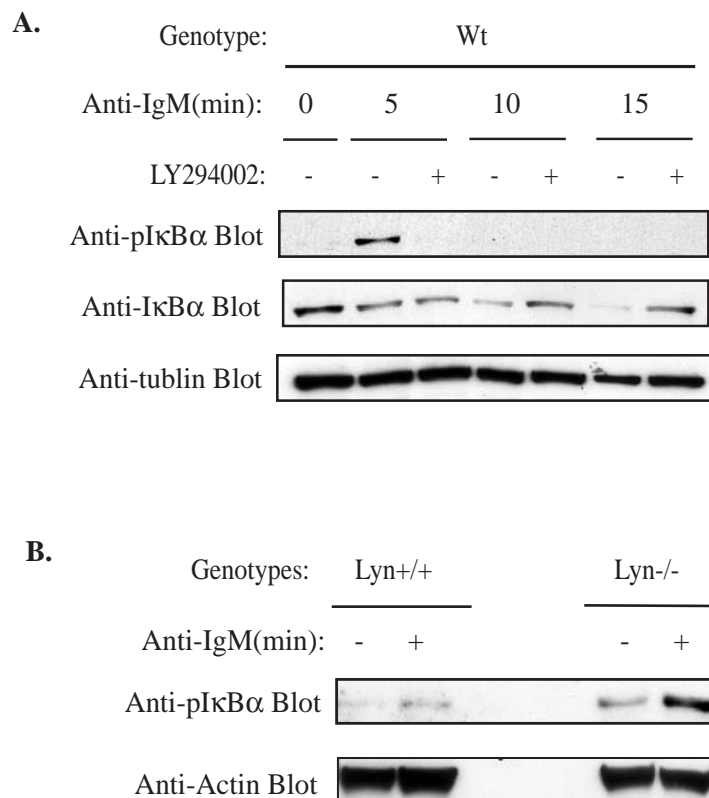 A.
Genotype: Wt
Anti-IgM(min): 0 5 10 15
LY294002: - - + - + - +
Anti-pIκBα Blot
Anti-IκBα Blot
Anti-tublin Blot
B.
Genotypes: Lyn+/+ Lyn-/-
Anti-IgM(min): - + - +
Anti-pIκBα Blot
Anti-Actin Blot